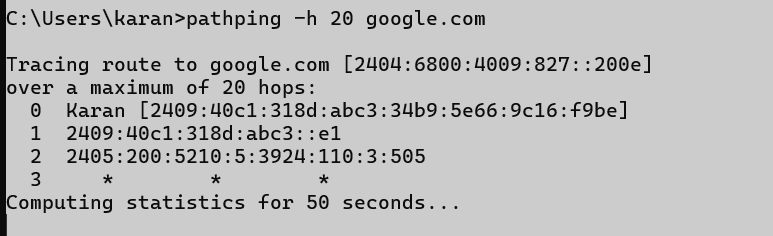 C:\Users\karan>pathping -h 20 google.com
Tracing route to google.com [2404:6800:4009:827::200e]
over a maximum of 20 hops:
0 Karan [2409:40c1:318d:abc3:34b9:5e66:9c16:f9be]
1 2409:40c1:318d:abc3::e1
2 2405:200:5210:5:3924:110:3:505
3 * * *
Computing statistics for 50 seconds...